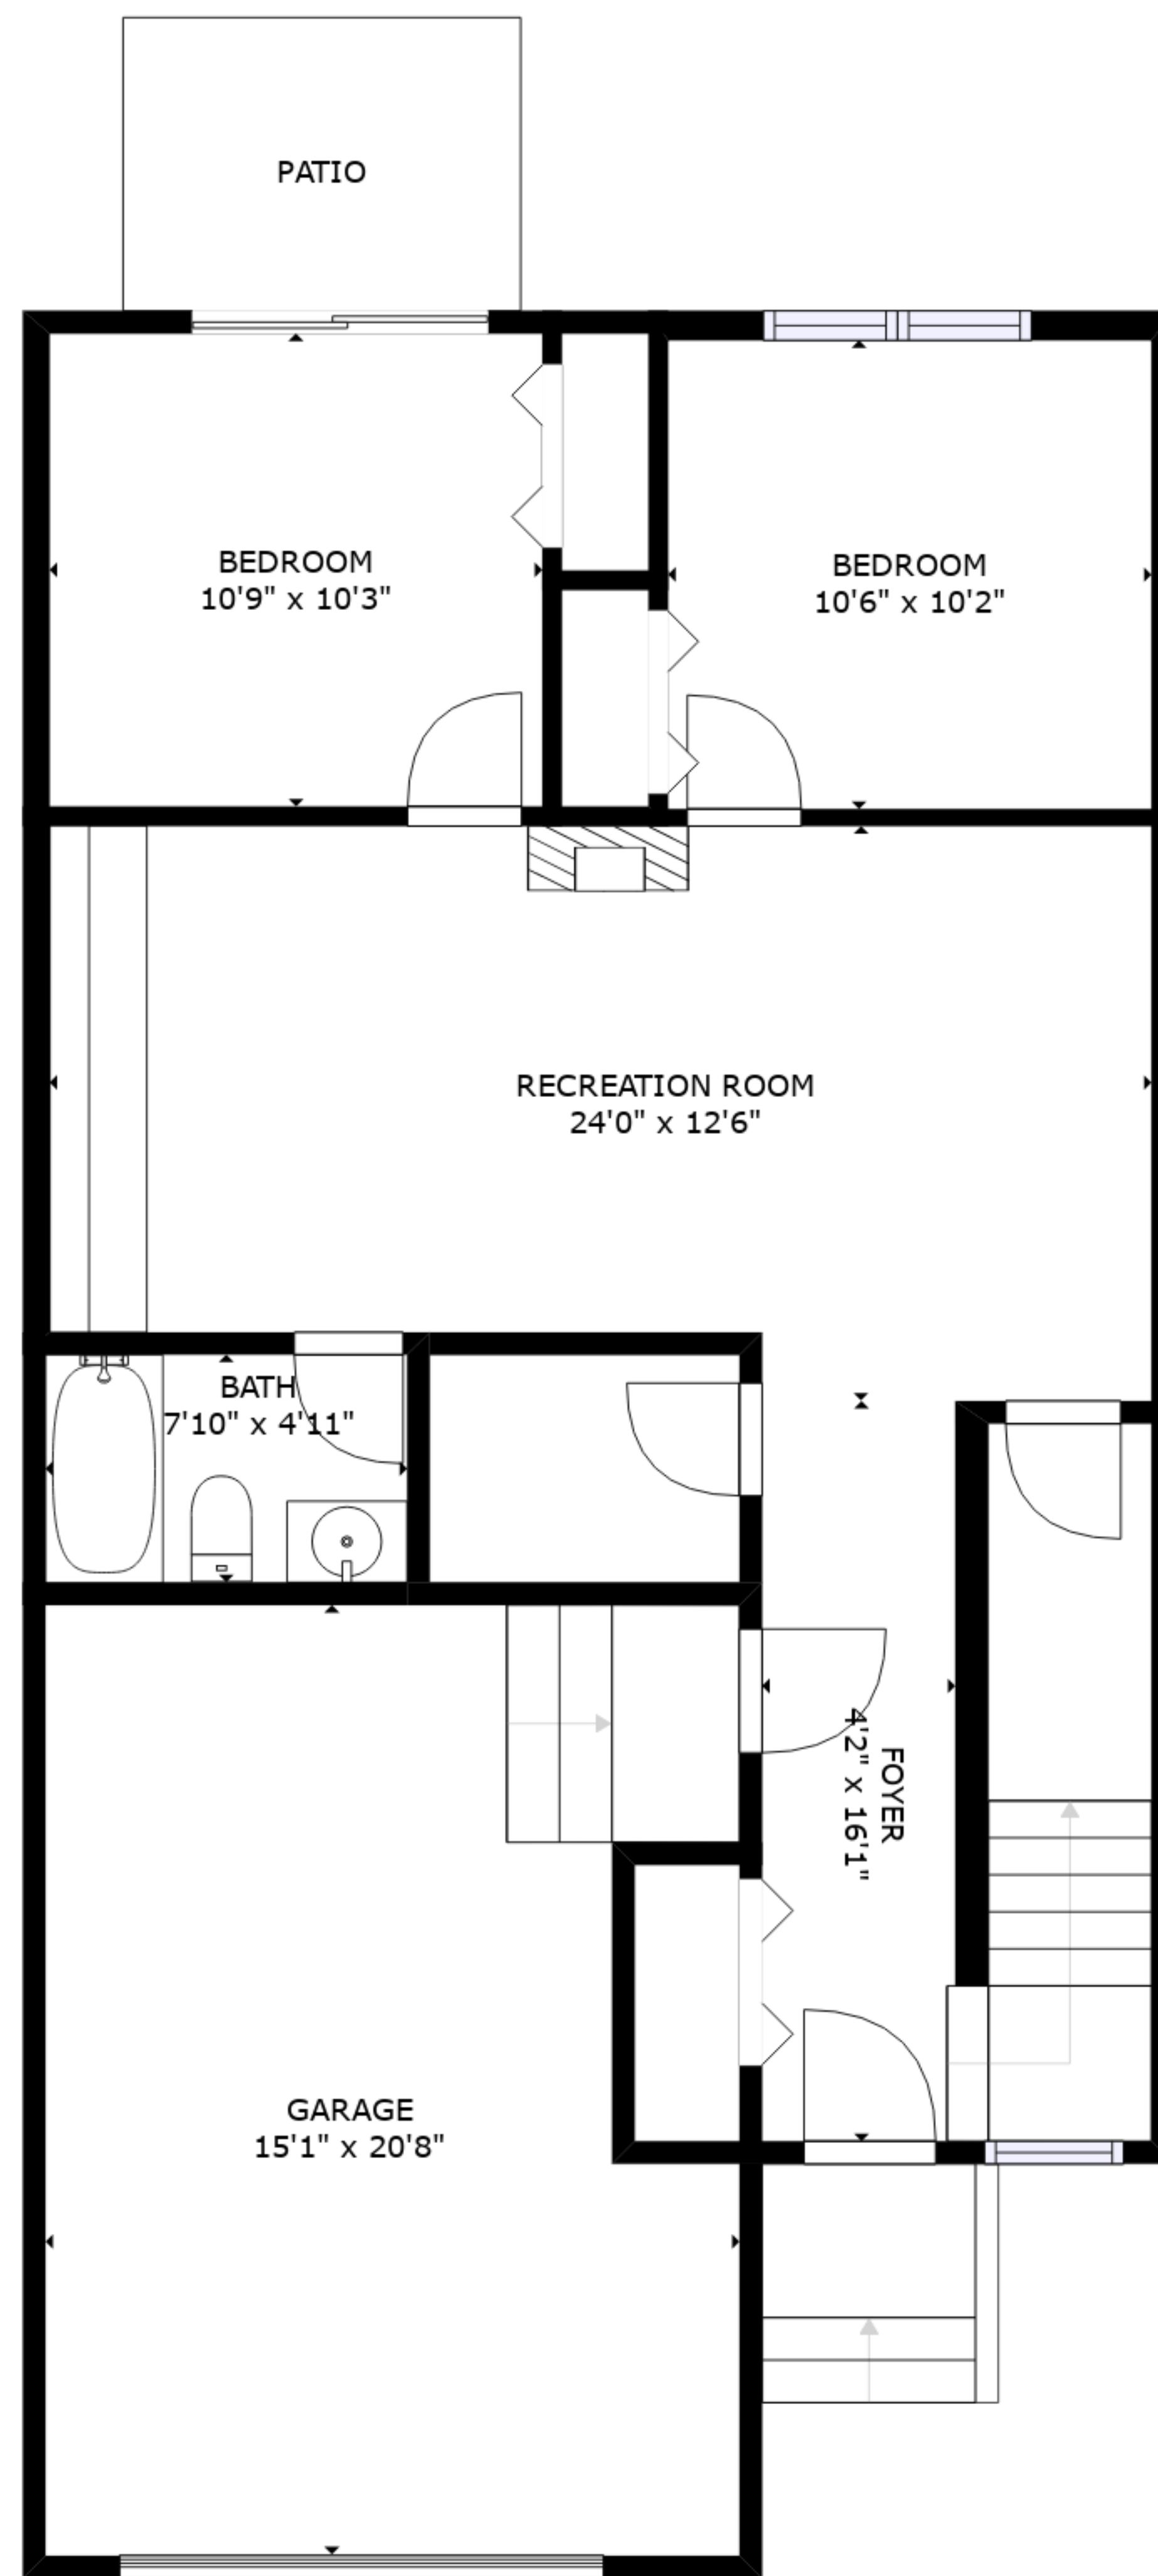 PATIO
BEDROOM
10'9" x 10'3"
BEDROOM
10'6" x 10'2"
RECREATION ROOM
24'0" x 12'6"
BATH
7'10" x 4'11"
FOYER
4'2" x 16'1"
GARAGE
15'1" x 20'8"